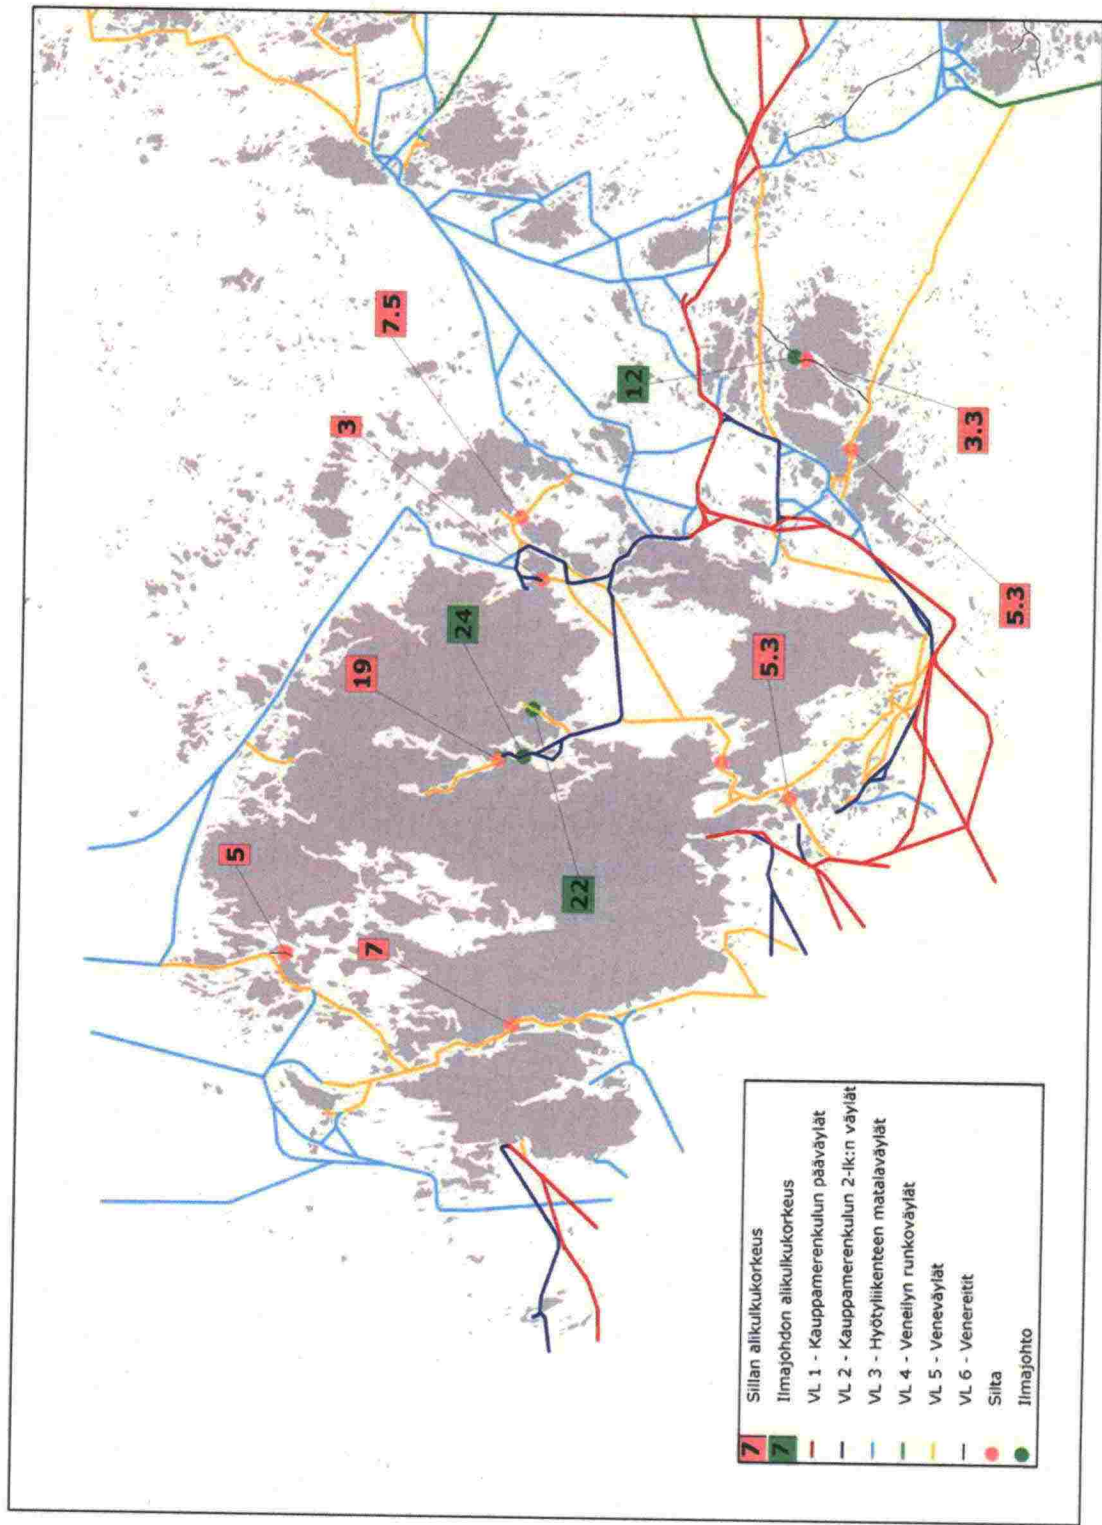 7.5
3
12
3.3
24
5.3
5.3
19
22
5
7
7 Sillan alikulkukorkeus
7 Ilmajohdon alikulkukorkeus
VL 1 - Kauppamerenkulun pääväylät
VL 2 - Kauppamerenkulun 2-lk:n väylät
VL 3 - Hyötyliikenteen matalaväylät
VL 4 - Veneilyn runkoväylät
VL 5 - Veneväylät
VL 6 - Venereitit
Silta
Ilmajohto